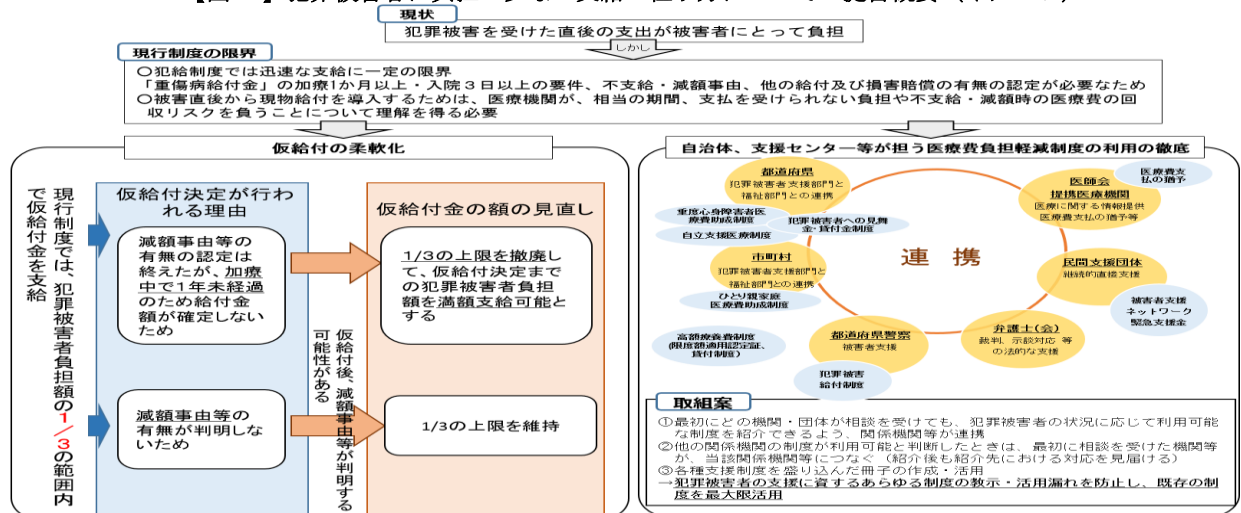 現状
犯罪被害を受けた直後の支出が被害者にとって負担
しかし
現行制度の限界
○犯給制度では迅速な支給に一定の限界
「重傷病給付金」の加療1か月以上・入院３日以上の要件、不支給・減額事由、他の給付及び損害賠償の有無の認定が必要なため
○被害直後から現物給付を導入するためは、医療機関が、相当の期間、支払を受けられない負担や不支給・減額時の医療費の回
収リスクを負うことについて理解を得る必要
仮給付の柔軟化
現行制度では、犯罪被害者負担額の1／3の範囲内
で仮給付金を支給
仮給付決定が行わ
れる理由
減額事由等の
有無の認定は
終えたが、加療
中で１年未経過
のため給付金
額が確定しない
ため
減額事由等の
有無が判明しな
いため
仮給付後、減額事由等が判明する
可能性がある
仮給付金の額の見直し
1/3の上限を撤廃し
て、仮給付決定まで
の犯罪被害者負担
額を満額支給可能と
する
1/3の上限を維持
自治体、支援センター等が担う医療費負担軽減制度の利用の徹底
連 携
都道府県
犯罪被害者支援部門と
福祉部門との連携
重度心身障害者医
療費助成制度
犯罪被害者への見舞
金・貸付金制度
自立支援医療制度
市町村
犯罪被害者支援部門と
福祉部門との連携
ひとり親家庭
医療費助成制度
高額療養費制度
(限度額適用認定証、
貸付制度）
都道府県警察
被害者支援
犯罪被害
給付制度
弁護士(会)
裁判、示談対応 等
の法的な支援
民間支援団体
継続的直接支援
被害者支援
ネットワーク
緊急支援金
医師会
提携医療機関
医療に関する情報提供
医療費支払の猶予等
医療費支
払の猶予
取組案
①最初にどの機関・団体が相談を受けても、犯罪被害者の状況に応じて利用可能
な制度を紹介できるよう、関係機関等が連携
②他の関係機関の制度が利用可能と判断したときは、最初に相談を受けた機関等
が、当該関係機関等につなぐ（紹介後も紹介先における対応を見届ける）
③各種支援制度を盛り込んだ冊子の作成・活用
→犯罪被害者の支援に資するあらゆる制度の教示・活用漏れを防止し、既存の制
度を最大限活用